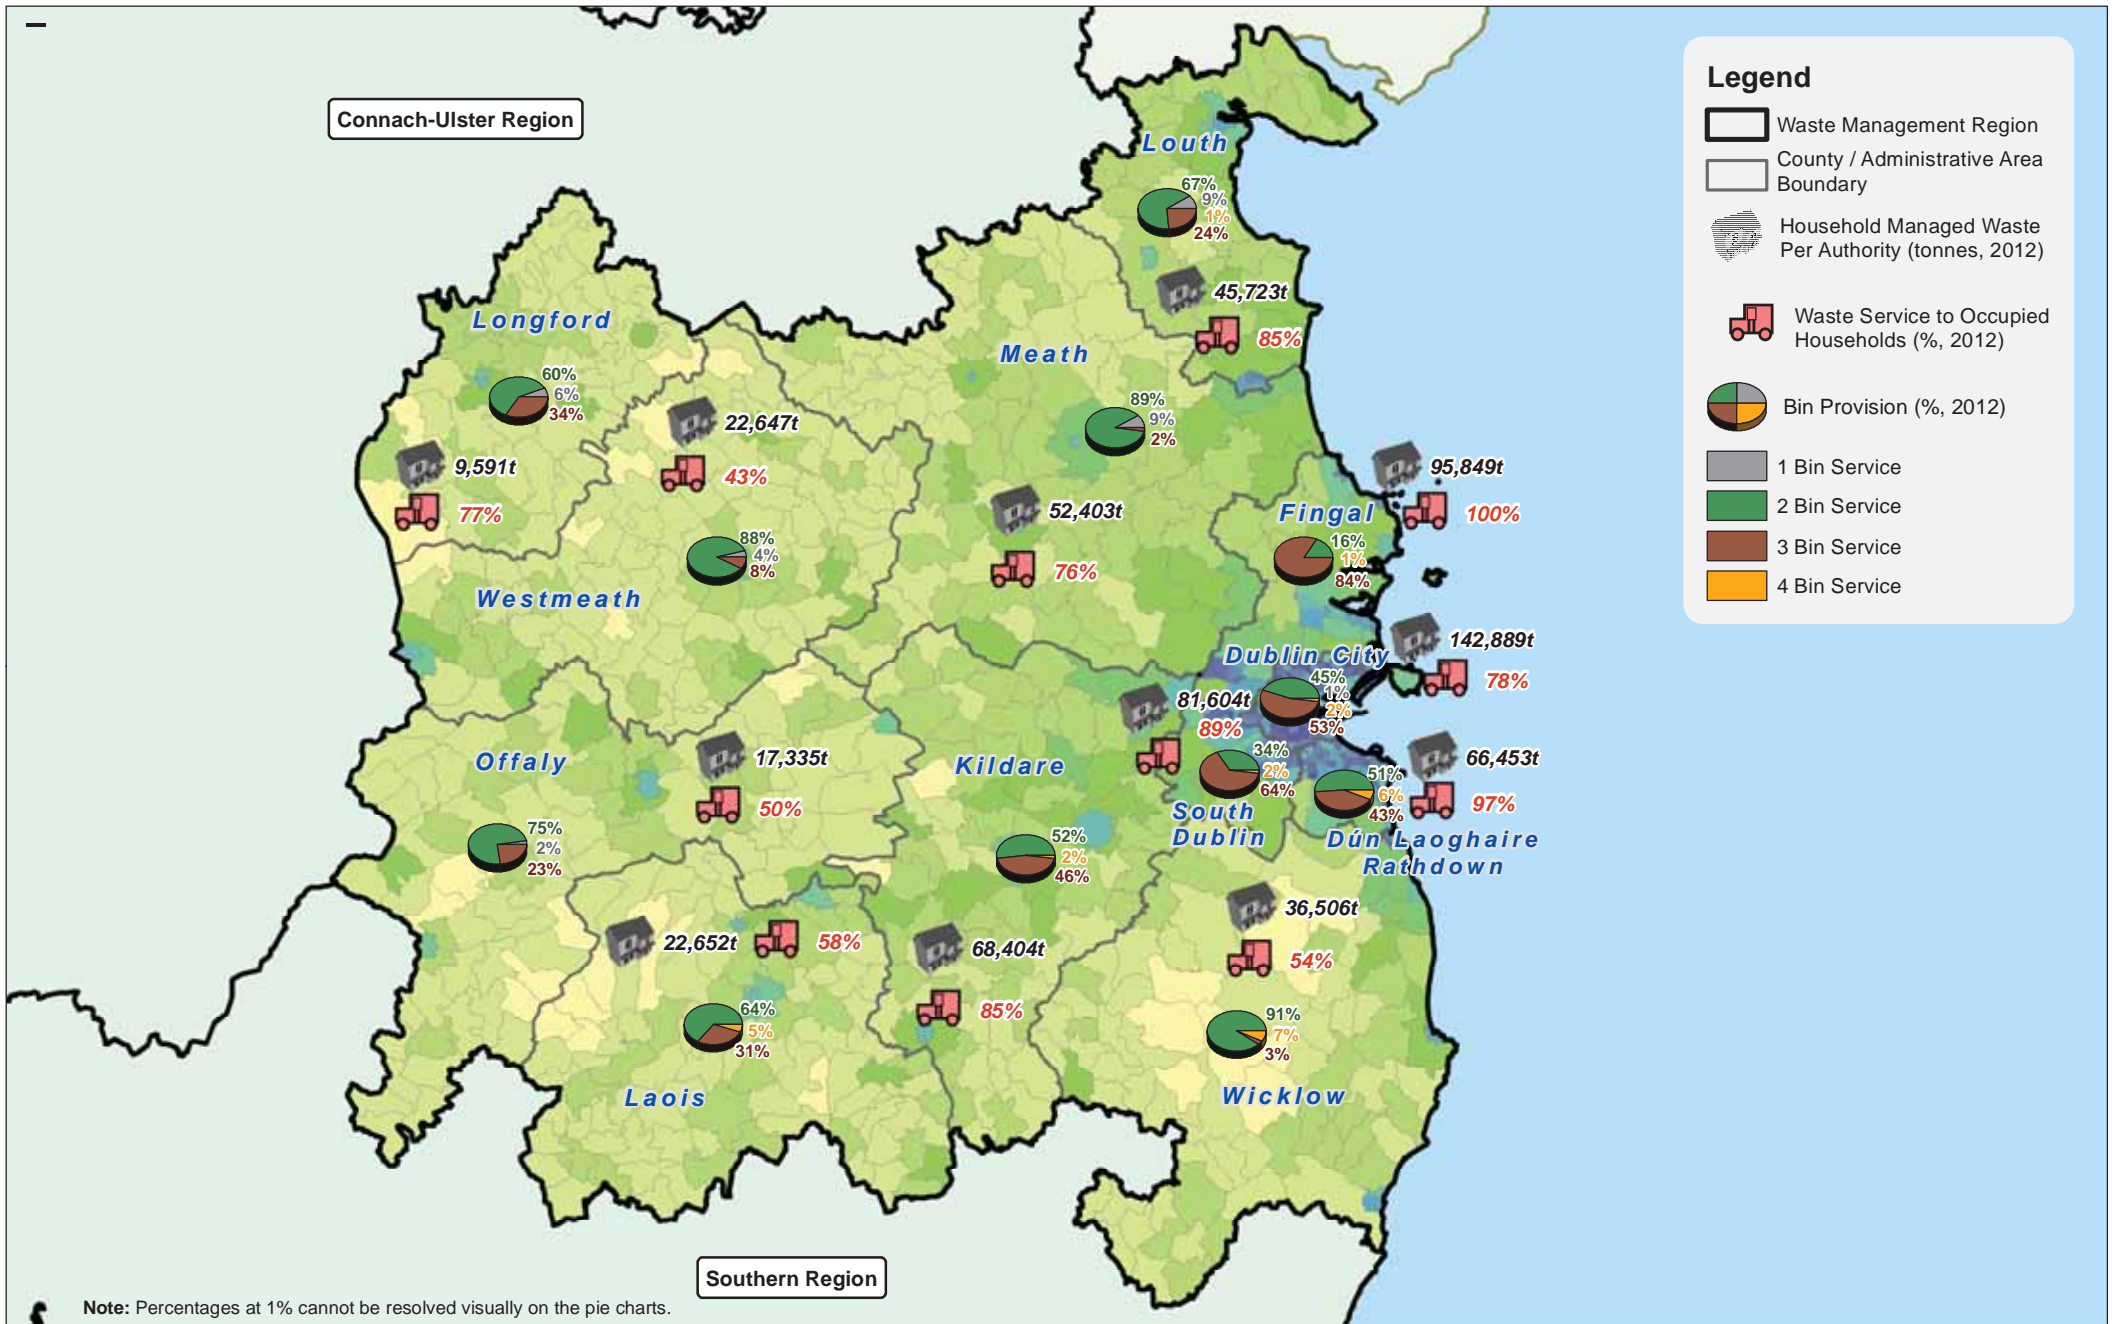 Connach-Ulster Region
Legend
Waste Management Region
County / Administrative Area
Boundary
Household Managed Waste
Per Authority (tonnes, 2012)
Waste Service to Occupied
Households (%, 2012)
Bin Provision (%, 2012)
1 Bin Service
2 Bin Service
3 Bin Service
4 Bin Service
Louth
67%
9%
1%
24%
45,723t
85%
Longford
60%
6%
34%
9,591t
77%
Meath
89%
9%
2%
52,403t
76%
22,647t
43%
88%
4%
8%
Westmeath
95,849t
100%
Fingal
16%
1%
84%
142,889t
78%
Dublin City
45%
1%
2%
53%
81,604t
89%
34%
2%
64%
South
Dublin
66,453t
97%
51%
6%
43%
Dún Laoghaire
Rathdown
Offaly
17,335t
50%
75%
2%
23%
Kildare
52%
2%
46%
68,404t
85%
22,652t
58%
64%
5%
31%
Laois
36,506t
54%
91%
7%
3%
Wicklow
Southern Region
Note: Percentages at 1% cannot be resolved visually on the pie charts.